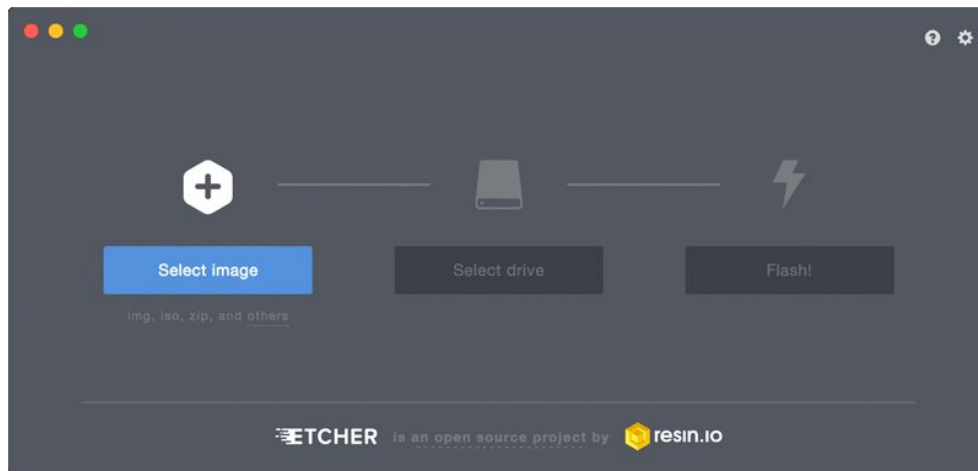 Select image
Select drive
Flash!
img, iso, zip, and others
ETCHER is an open source project by resin.io